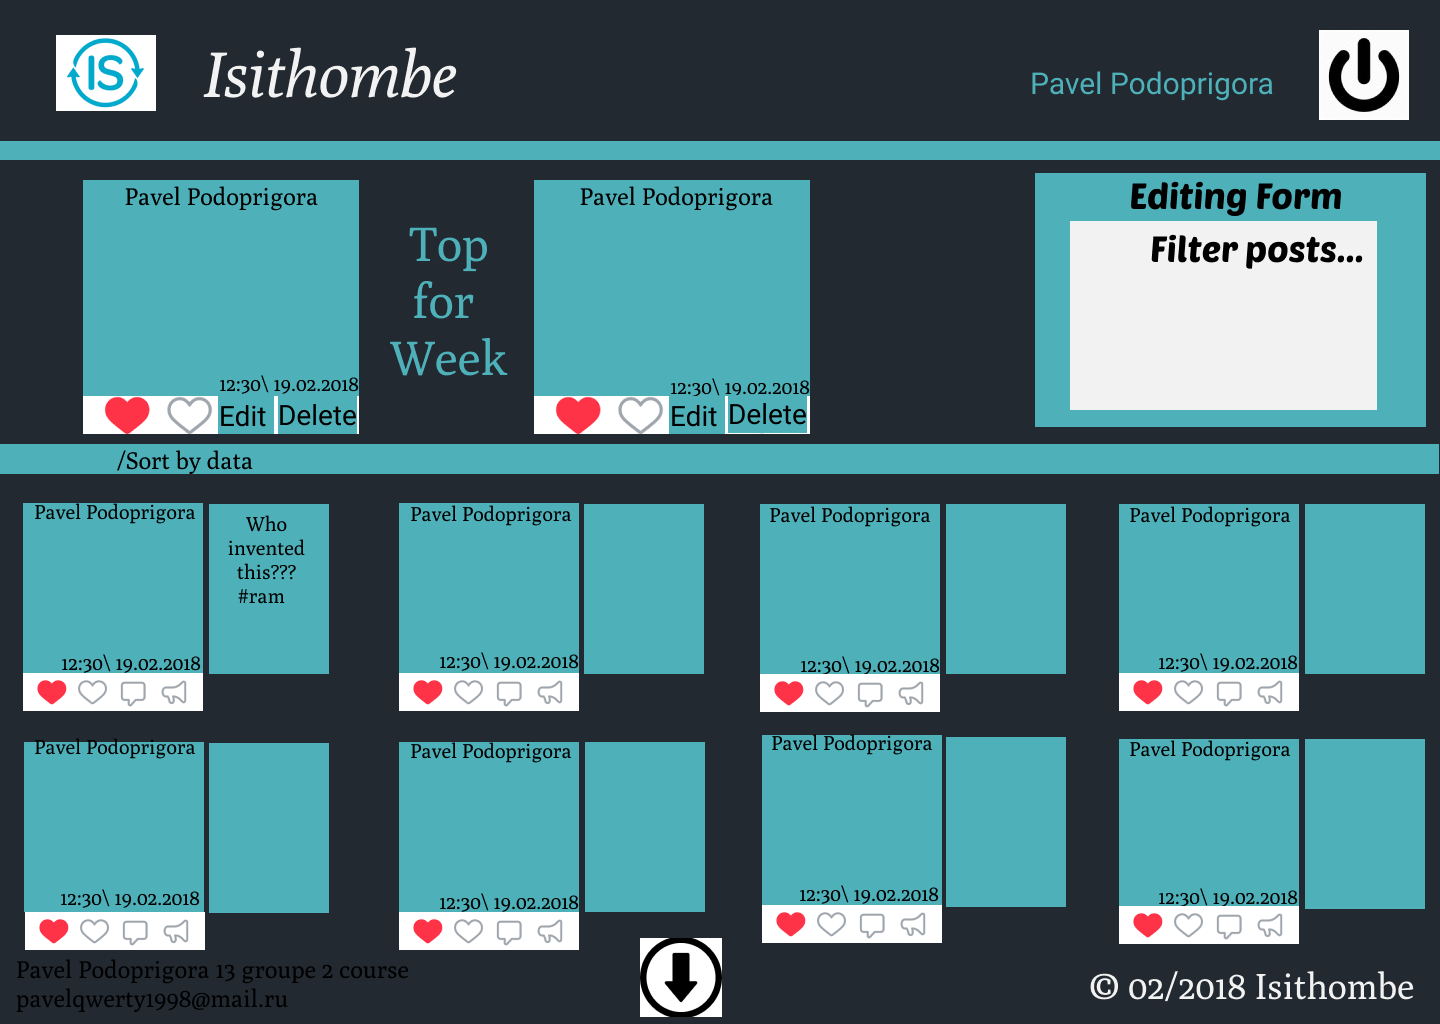 IS
Isithombe
Pavel Podoprigora
Pavel Podoprigora
12:30\ 19.02.2018
Edit
Delete
Top
for
Week
Pavel Podoprigora
12:30\ 19.02.2018
Edit
Delete
Editing Form
Filter posts...
/Sort by data
Pavel Podoprigora
12:30\ 19.02.2018
Who
invented
this???
#ram
Pavel Podoprigora
12:30\ 19.02.2018
Pavel Podoprigora
12:30\ 19.02.2018
Pavel Podoprigora
12:30\ 19.02.2018
Pavel Podoprigora
12:30\ 19.02.2018
Pavel Podoprigora
12:30\ 19.02.2018
Pavel Podoprigora
12:30\ 19.02.2018
Pavel Podoprigora
12:30\ 19.02.2018
Pavel Podoprigora 13 groupe 2 course
pavelqwerty1998@mail.ru
© 02/2018 Isithombe